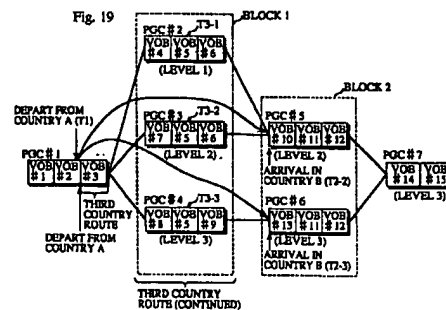 Fig. 19
BLOCK 1
PGC#2 T3-1
VOB #4 VOB #5 VOB #6
(LEVEL 1)
BLOCK 2
DEPART FROM
COUNTRY A (T1)
PGC#3 T3-2
VOB #7 VOB #5 VOB #6
(LEVEL 2)
PGC#5
VOB #10 VOB #11 VOB #12
(LEVEL 2)
PGC#1
VOB #1 VOB #2 VOB #3
PGC#7
VOB #14 VOB #15
(LEVEL 3)
ARRIVAL IN
COUNTRY B (T2-2)
THIRD
COUNTRY
ROUTE
DEPART FROM
COUNTRY A
PGC#4 T3-3
VOB #8 VOB #5 VOB #9
(LEVEL 3)
PGC#6
VOB #13 VOB #11 VOB #12
(LEVEL 3)
ARRIVAL IN
COUNTRY B (T2-3)
THIRD COUNTRY
ROUTE (CONTINUED)